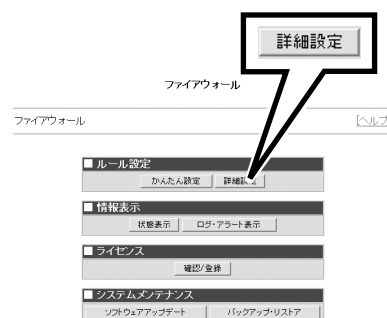 詳細設定
ファイアウォール
ファイアウォール [ヘルプ
■ ルール設定
かんたん設定 詳細設定
■ 情報表示
状態表示 ログ・アラート表示
■ ライセンス
確認/登録
■ システムメンテナンス
ソフトウェアアップデート バックアップ・リストア